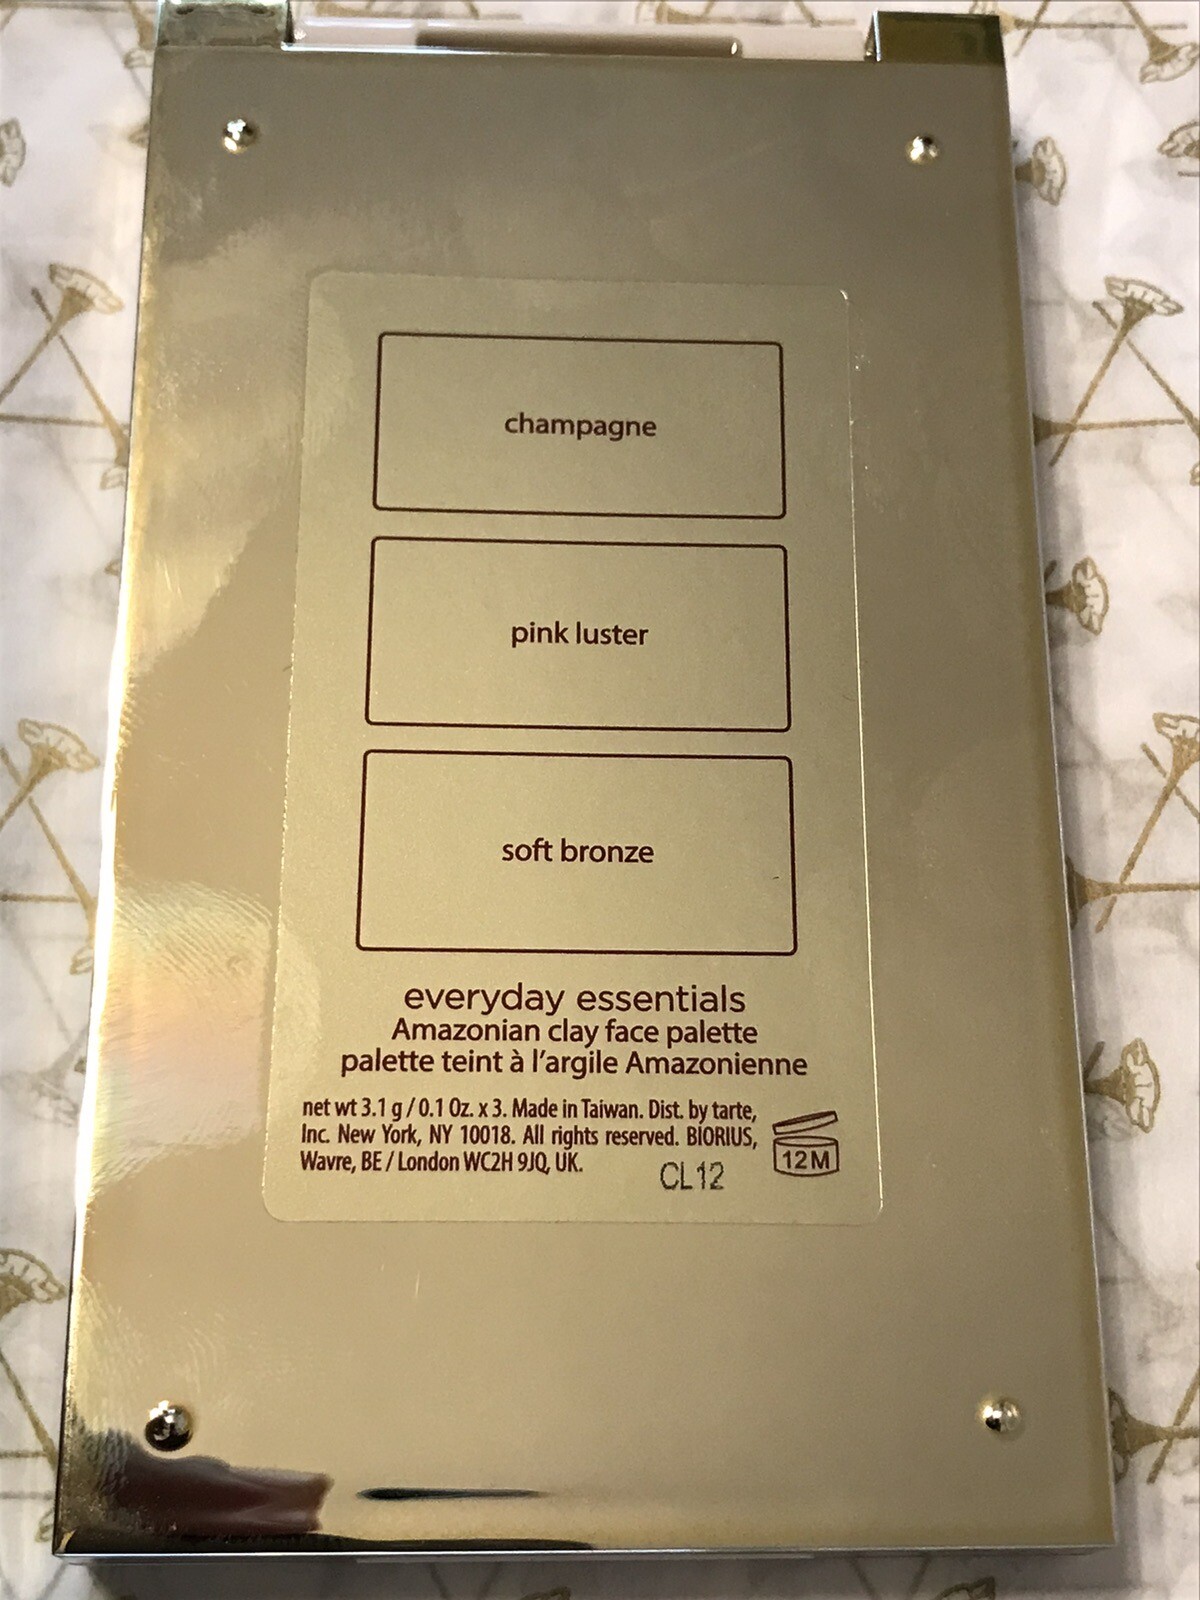 champagne
pink luster
soft bronze
everyday essentials
Amazonian clay face palette
palette teint à l'argile Amazonienne
net wt 3.1 g / 0.1 Oz. x 3. Made in Taiwan. Dist. by tarte,
Inc. New York, NY 10018. All rights reserved. BIORIUS,
Wavre, BE / London WC2H 9JQ, UK.
CL12
12M